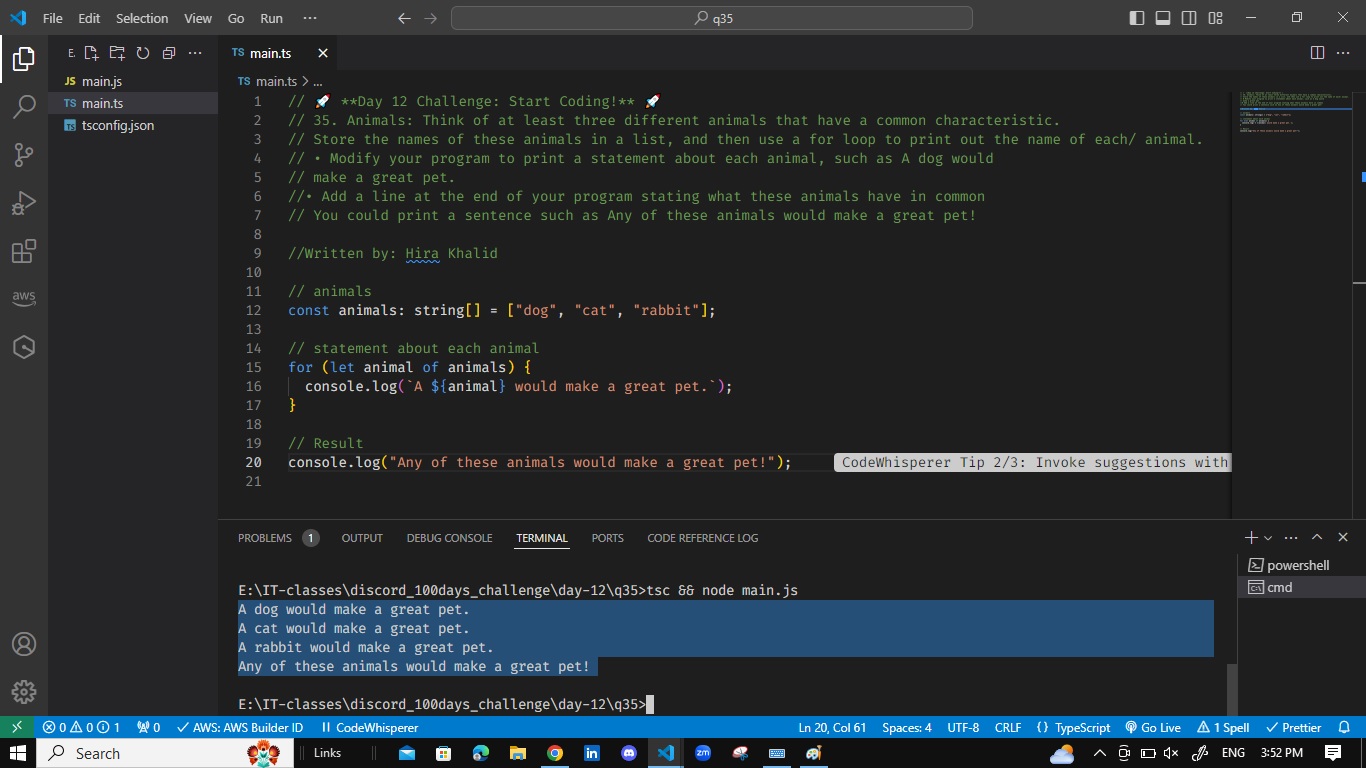 File Edit Selection View Go Run ··· q35
E. TS main.ts
JS main.js
TS main.ts
tsconfig.json
TS main.ts > ...
1 // 🚀 **Day 12 Challenge: Start Coding!** 🚀
2 // 35. Animals: Think of at least three different animals that have a common characteristic.
3 // Store the names of these animals in a list, and then use a for loop to print out the name of each/ animal.
4 // • Modify your program to print a statement about each animal, such as A dog would
5 // make a great pet.
6 //• Add a line at the end of your program stating what these animals have in common
7 // You could print a sentence such as Any of these animals would make a great pet!
8
9 //Written by: Hira Khalid
10
11 // animals
12 const animals: string[] = ["dog", "cat", "rabbit"];
13
14 // statement about each animal
15 for (let animal of animals) {
16 console.log(`A ${animal} would make a great pet.`);
17 }
18
19 // Result
20 console.log("Any of these animals would make a great pet!"); CodeWhisperer Tip 2/3: Invoke suggestions with
21
aws
PROBLEMS 1 OUTPUT DEBUG CONSOLE TERMINAL PORTS CODE REFERENCE LOG
powershell
cmd
E:\IT-classes\discord_100days_challenge\day-12\q35>tsc && node main.js
A dog would make a great pet.
A cat would make a great pet.
A rabbit would make a great pet.
Any of these animals would make a great pet!
E:\IT-classes\discord_100days_challenge\day-12\q35>
0 0 1 0 AWS: AWS Builder ID CodeWhisperer Ln 20, Col 61 Spaces: 4 UTF-8 CRLF {} TypeScript Go Live 1 Spell Prettier
Search Links in zm ENG 3:52 PM